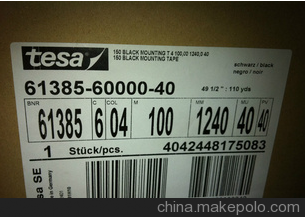 tesa
150 BLACK MOUNTING T 4 100,00 1240,0 40
150 BLACK MOUNTING TAPE
schwarz / black
negro / noir
61385-60000-40
49 1/2" : 110 yds
BNR C COL M MM MU PV
61385 6 04 M 100 1240 40 40
1 Stück/pcs. 4042448175083
tesa SE
Made in Germany
china.makepolo.com